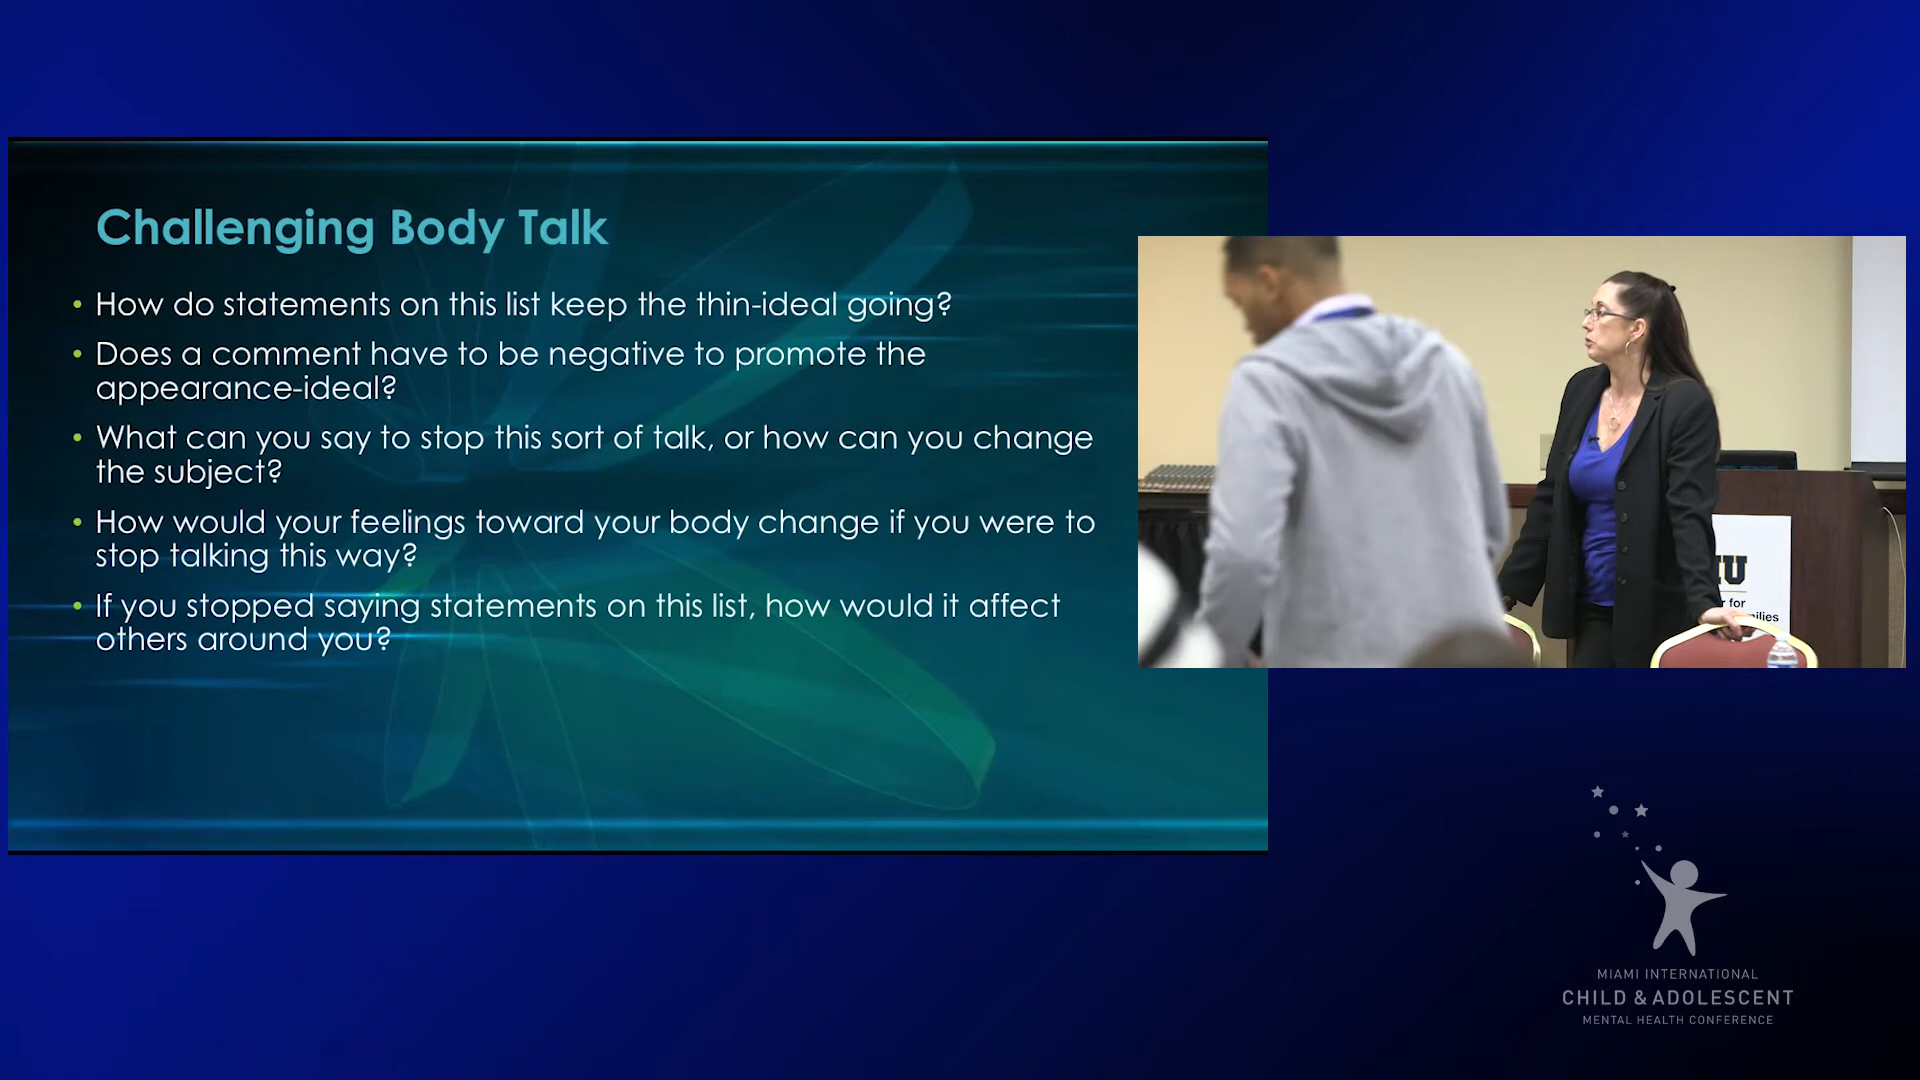 Challenging Body Talk
• How do statements on this list keep the thin-ideal going?
• Does a comment have to be negative to promote the
appearance-ideal?
• What can you say to stop this sort of talk, or how can you change
the subject?
• How would your feelings toward your body change if you were to
stop talking this way?
• If you stopped saying statements on this list, how would it affect
others around you?
for
MIAMI INTERNATIONAL
CHILD & ADOLESCENT
MENTAL HEALTH CONFERENCE